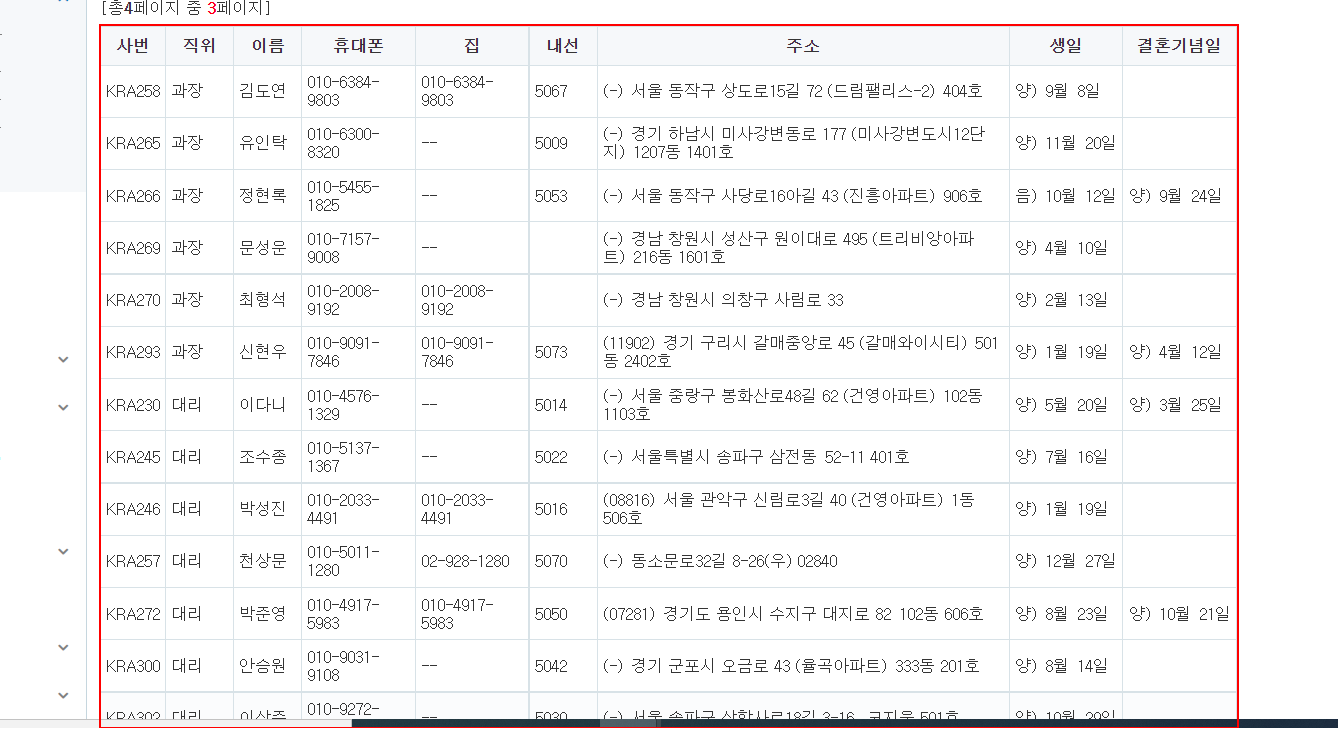 [총4페이지 중 3페이지]
사번 직위 이름 휴대폰 집 내선 주소 생일 결혼기념일
KRA258 과장 김도연 010-6384-9803 010-6384-9803 5067 (-) 서울 동작구 상도로15길 72 (드림팰리스-2) 404호 양) 9월 8일
KRA265 과장 유인탁 010-6300-8320 -- 5009 (-) 경기 하남시 미사강변동로 177 (미사강변도시12단지) 1207동 1401호 양) 11월 20일
KRA266 과장 정현록 010-5455-1825 -- 5053 (-) 서울 동작구 사당로16아길 43 (진흥아파트) 906호 음) 10월 12일 양) 9월 24일
KRA269 과장 문성운 010-7157-9008 -- (-) 경남 창원시 성산구 원이대로 495 (트리비앙아파트) 216동 1601호 양) 4월 10일
KRA270 과장 최형석 010-2008-9192 010-2008-9192 (-) 경남 창원시 의창구 사림로 33 양) 2월 13일
KRA293 과장 신현우 010-9091-7846 010-9091-7846 5073 (11902) 경기 구리시 갈매중앙로 45 (갈매와이시티) 501동 2402호 양) 1월 19일 양) 4월 12일
KRA230 대리 이다니 010-4576-1329 -- 5014 (-) 서울 중랑구 봉화산로48길 62 (건영아파트) 102동 1103호 양) 5월 20일 양) 3월 25일
KRA245 대리 조수종 010-5137-1367 -- 5022 (-) 서울특별시 송파구 삼전동 52-11 401호 양) 7월 16일
KRA246 대리 박성진 010-2033-4491 010-2033-4491 5016 (08816) 서울 관악구 신림로3길 40 (건영아파트) 1동 506호 양) 1월 19일
KRA257 대리 천상문 010-5011-1280 02-928-1280 5070 (-) 동소문로32길 8-26(우) 02840 양) 12월 27일
KRA272 대리 박준영 010-4917-5983 010-4917-5983 5050 (07281) 경기도 용인시 수지구 대지로 82 102동 606호 양) 8월 23일 양) 10월 21일
KRA300 대리 안승원 010-9031-9108 -- 5042 (-) 경기 군포시 오금로 43 (율곡아파트) 333동 201호 양) 8월 14일
KRA302 대리 010-9272- -- 5030 (-) 서울 송파구 3-16 501호 양) 10월